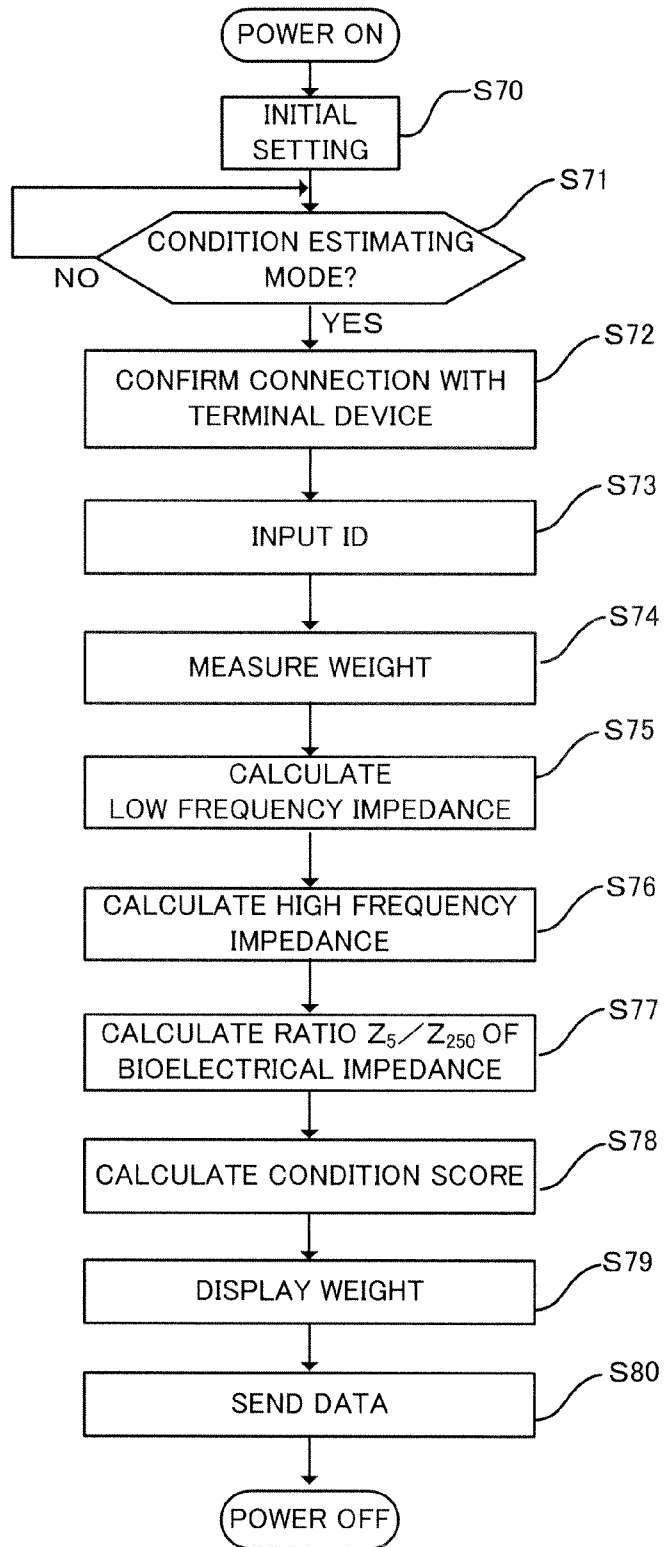 POWER ON
S70
INITIAL
SETTING
S71
CONDITION ESTIMATING
MODE?
NO
YES
S72
CONFIRM CONNECTION WITH
TERMINAL DEVICE
S73
INPUT ID
S74
MEASURE WEIGHT
S75
CALCULATE
LOW FREQUENCY IMPEDANCE
S76
CALCULATE HIGH FREQUENCY
IMPEDANCE
S77
CALCULATE RATIO Z₅／Z₂₅₀ OF
BIOELECTRICAL IMPEDANCE
S78
CALCULATE CONDITION SCORE
S79
DISPLAY WEIGHT
S80
SEND DATA
POWER OFF